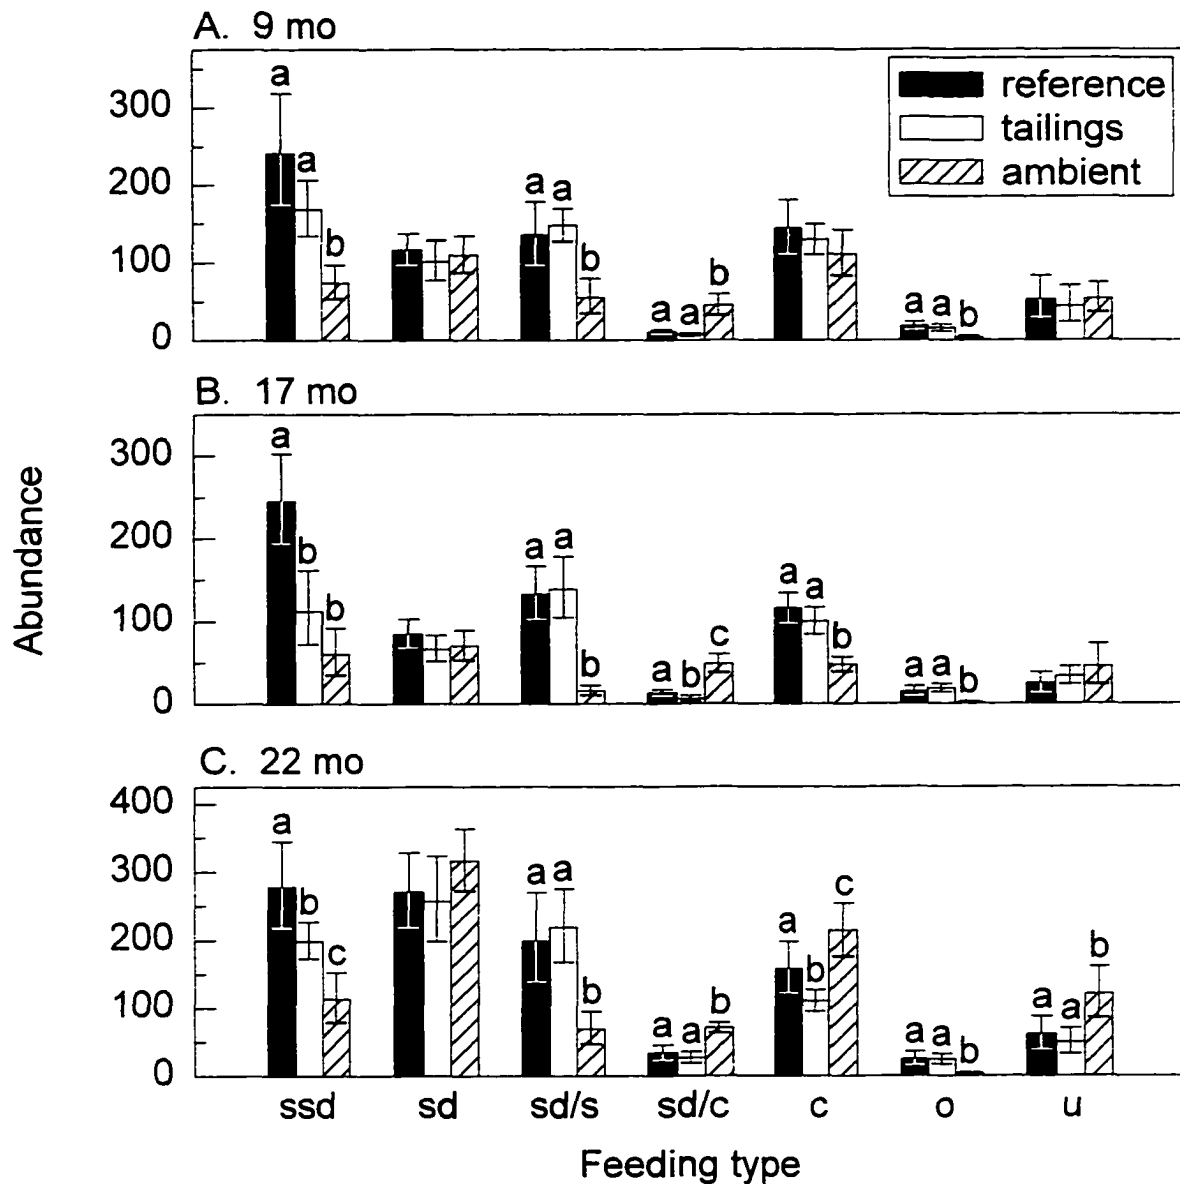 A. 9 mo
reference
tailings
ambient
300
200
100
0
a a b
a a b
a a b
a a b
B. 17 mo
300
200
100
0
a b b
a a b
a b c
a a b
a a b
Abundance
C. 22 mo
400
300
200
100
0
a b c
a a b
a a b
a b c
a a b
a a b
ssd sd sd/s sd/c c o u
Feeding type